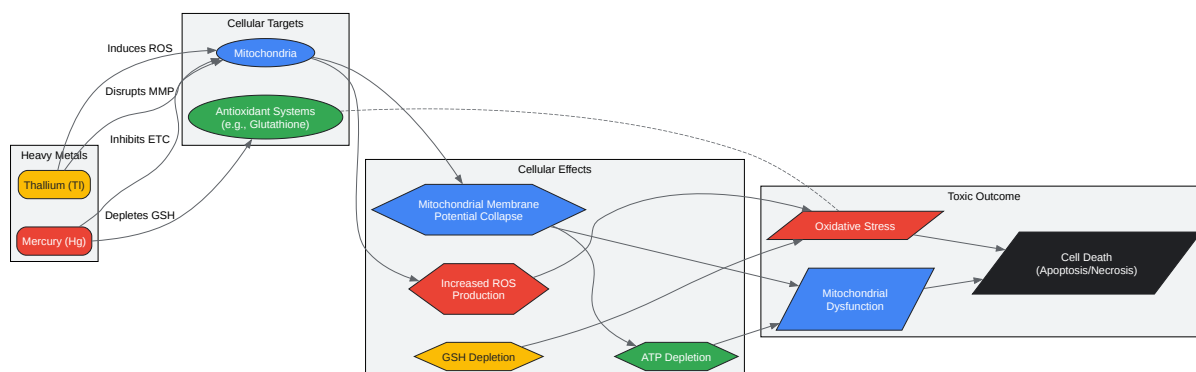 Cellular Targets
Induces ROS
Mitochondria
Disrupts MMP
Antioxidant Systems
(e.g., Glutathione)
Inhibits ETC
Heavy Metals
Thallium (Tl)
Depletes GSH
Mercury (Hg)
Cellular Effects
Mitochondrial Membrane
Potential Collapse
Increased ROS
Production
GSH Depletion
ATP Depletion
Toxic Outcome
Oxidative Stress
Mitochondrial
Dysfunction
Cell Death
(Apoptosis/Necrosis)